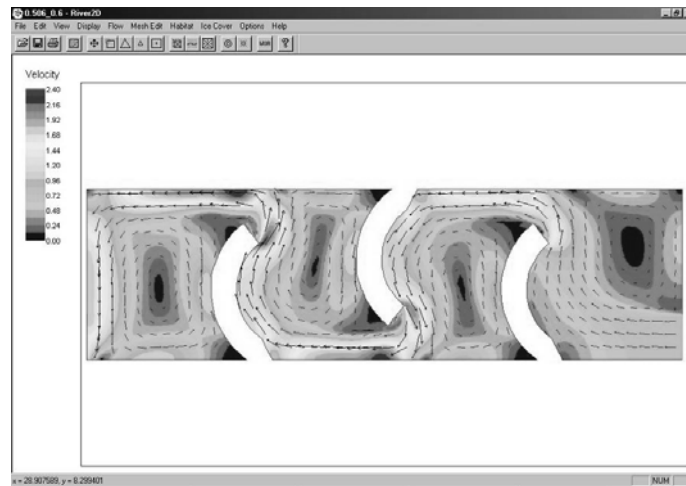 0.506_0.6 - River2D
File Edit View Display Flow Mesh Edit Habitat Ice Cover Options Help
Velocity
2.40
2.16
1.92
1.68
1.44
1.20
0.96
0.72
0.48
0.24
0.00
x = 28.907589, y = 8.299401
NUM